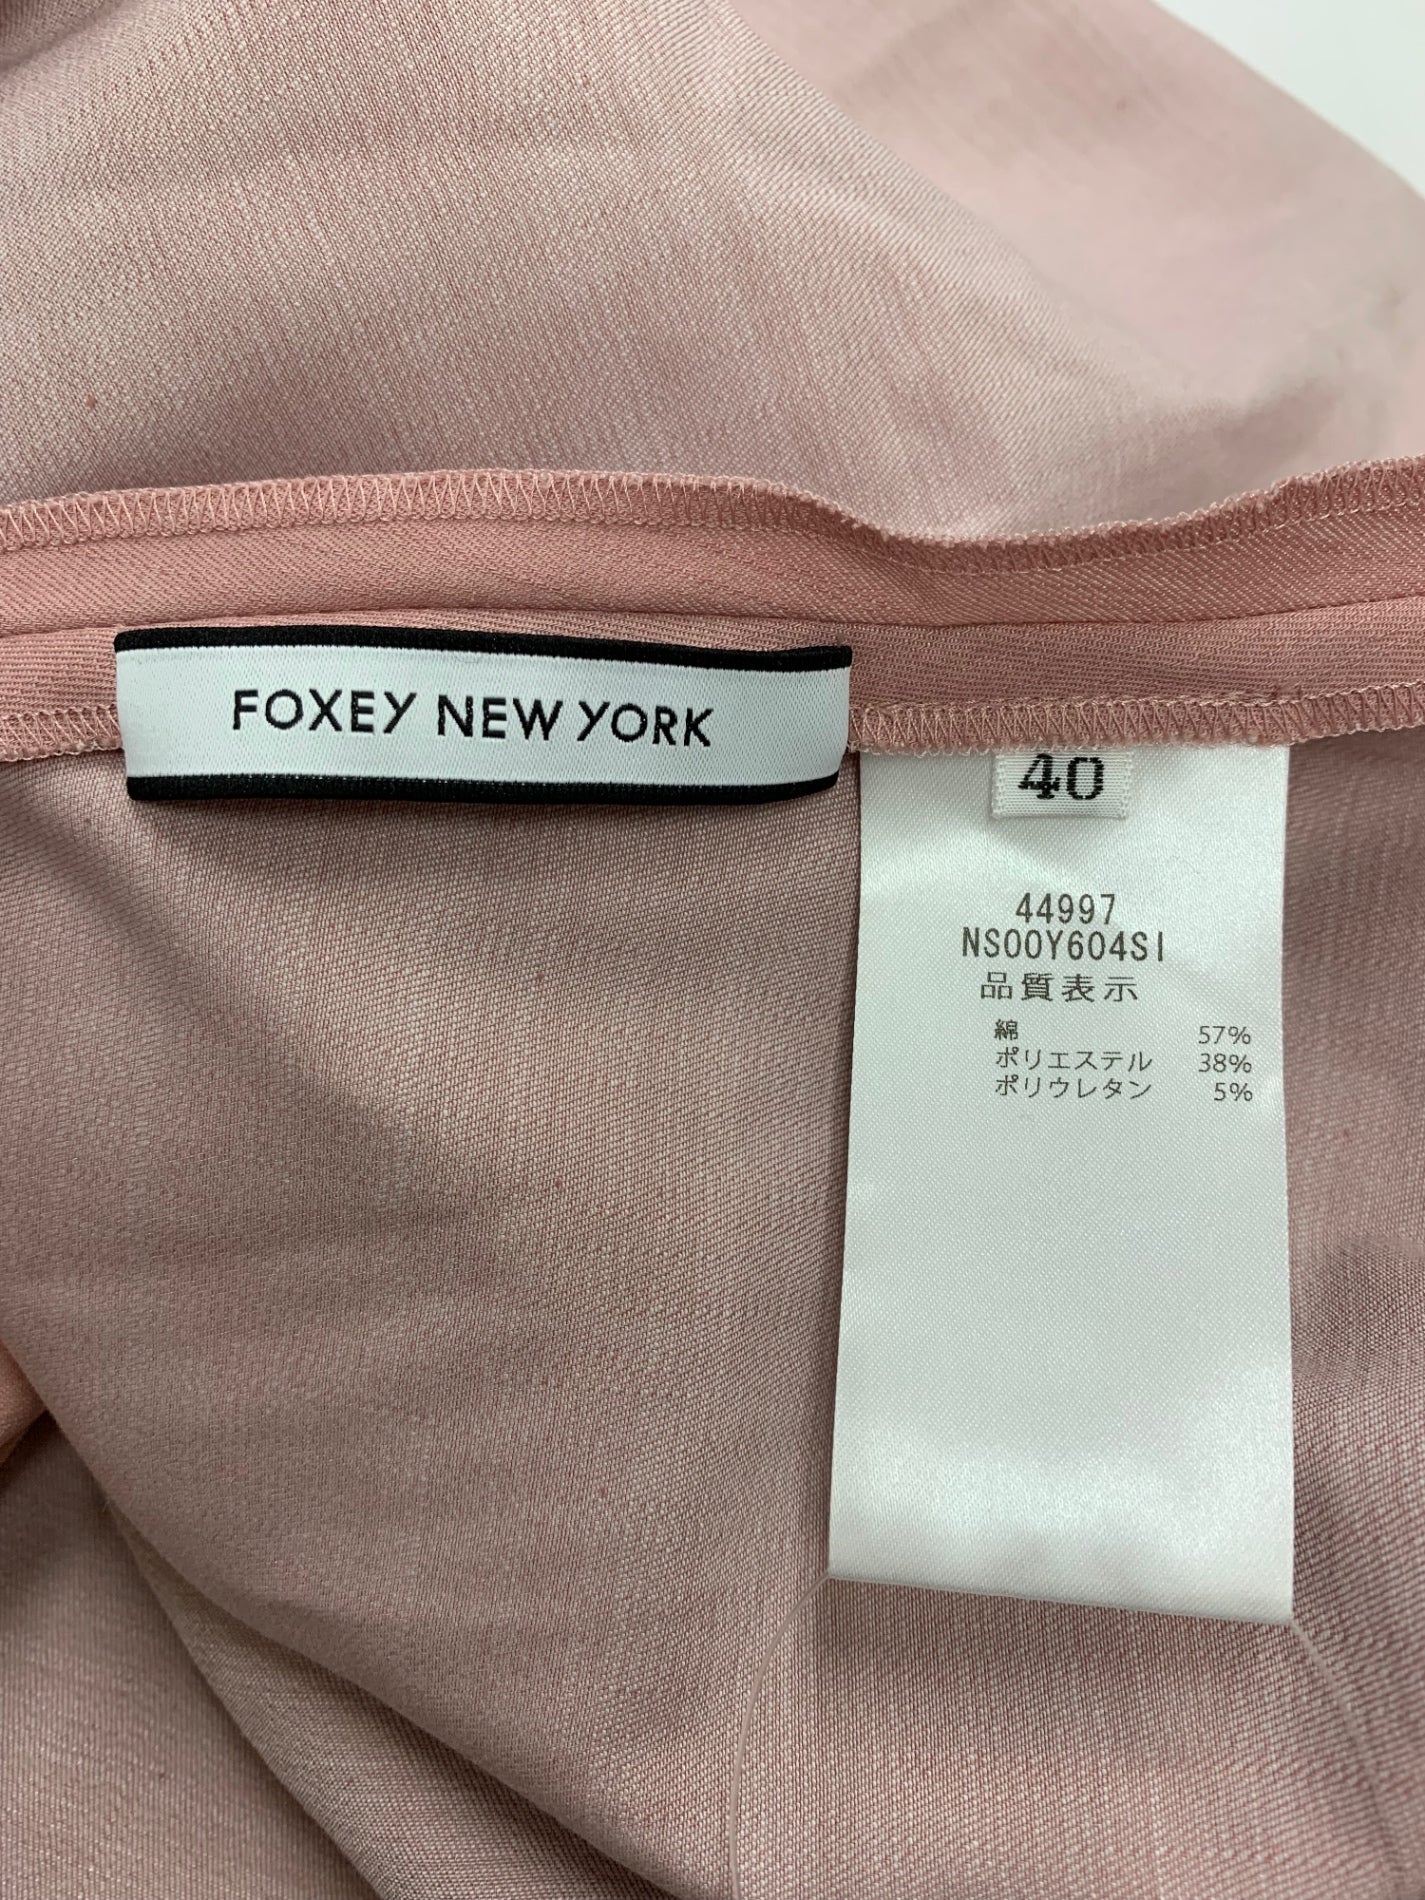 FOXEY NEW YORK
40
44997
NS00Y604SI
品質表示
綿 57%
ポリエステル 38%
ポリウレタン 5%